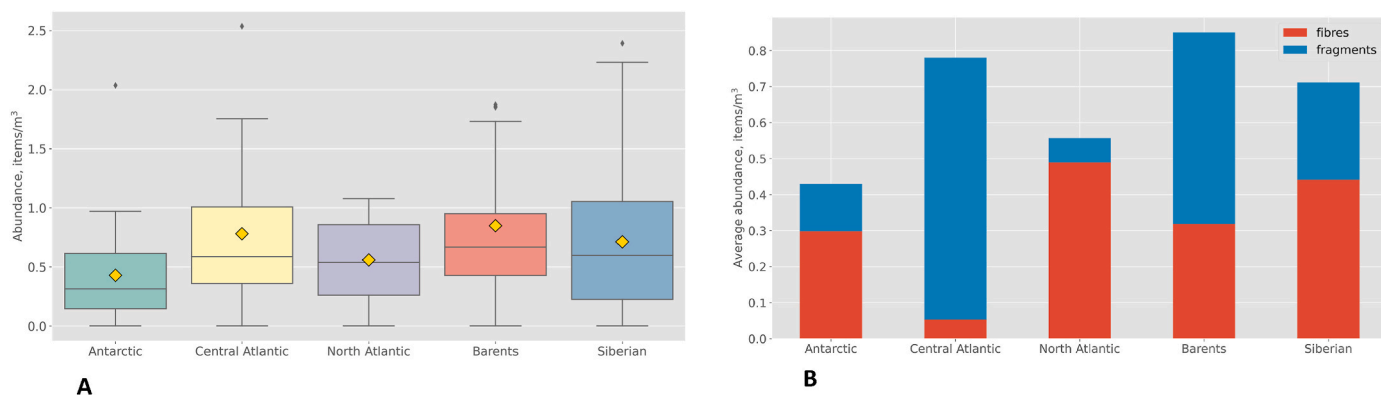 2.5
2.0
1.5
1.0
0.5
0.0
Abundance, items/m³
Antarctic Central Atlantic North Atlantic Barents Siberian
A
fibres
fragments
0.8
0.7
0.6
0.5
0.4
0.3
0.2
0.1
0.0
Average abundance, items/m³
Antarctic Central Atlantic North Atlantic Barents Siberian
B